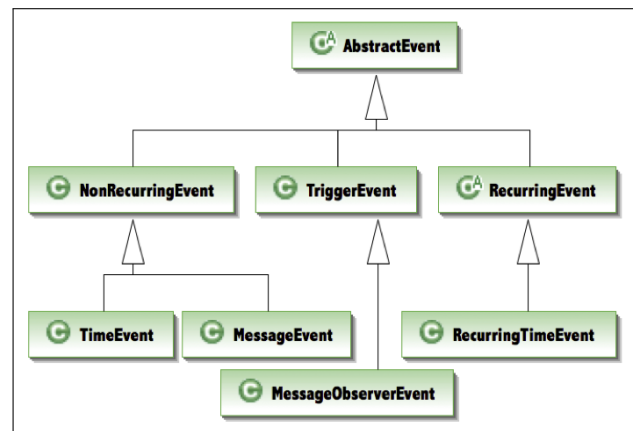 AbstractEvent
NonRecurringEvent
TriggerEvent
RecurringEvent
TimeEvent
MessageEvent
RecurringTimeEvent
MessageObserverEvent